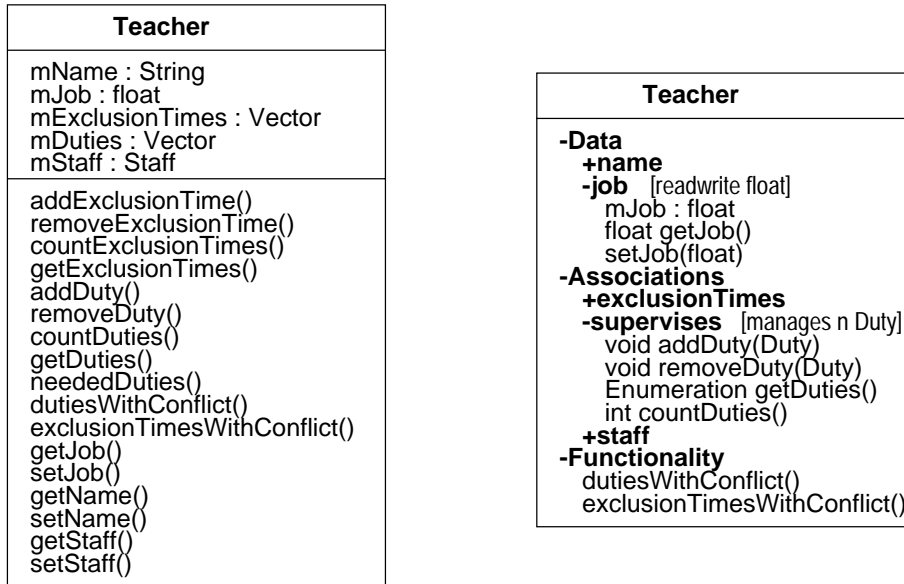 Teacher
mName : String
mJob : float
mExclusionTimes : Vector
mDuties : Vector
mStaff : Staff
addExclusionTime()
removeExclusionTime()
countExclusionTimes()
getExclusionTimes()
addDuty()
removeDuty()
countDuties()
getDuties()
neededDuties()
dutiesWithConflict()
exclusionTimesWithConflict()
getJob()
setJob()
getName()
setName()
getStaff()
setStaff()
Teacher
-Data
+name
-job [readwrite float]
mJob : float
float getJob()
setJob(float)
-Associations
+exclusionTimes
-supervises [manages n Duty]
void addDuty(Duty)
void removeDuty(Duty)
Enumeration getDuties()
int countDuties()
+staff
-Functionality
dutiesWithConflict()
exclusionTimesWithConflict()